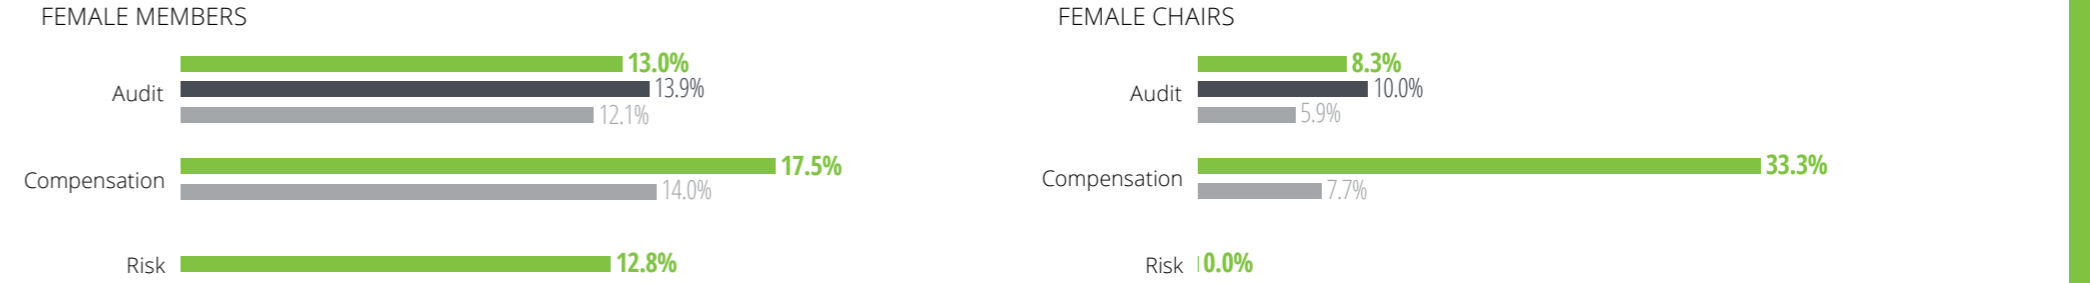 FEMALE MEMBERS
Audit
13.0%
13.9%
12.1%
Compensation
17.5%
14.0%
Risk
12.8%
FEMALE CHAIRS
Audit
8.3%
10.0%
5.9%
Compensation
33.3%
7.7%
Risk
0.0%